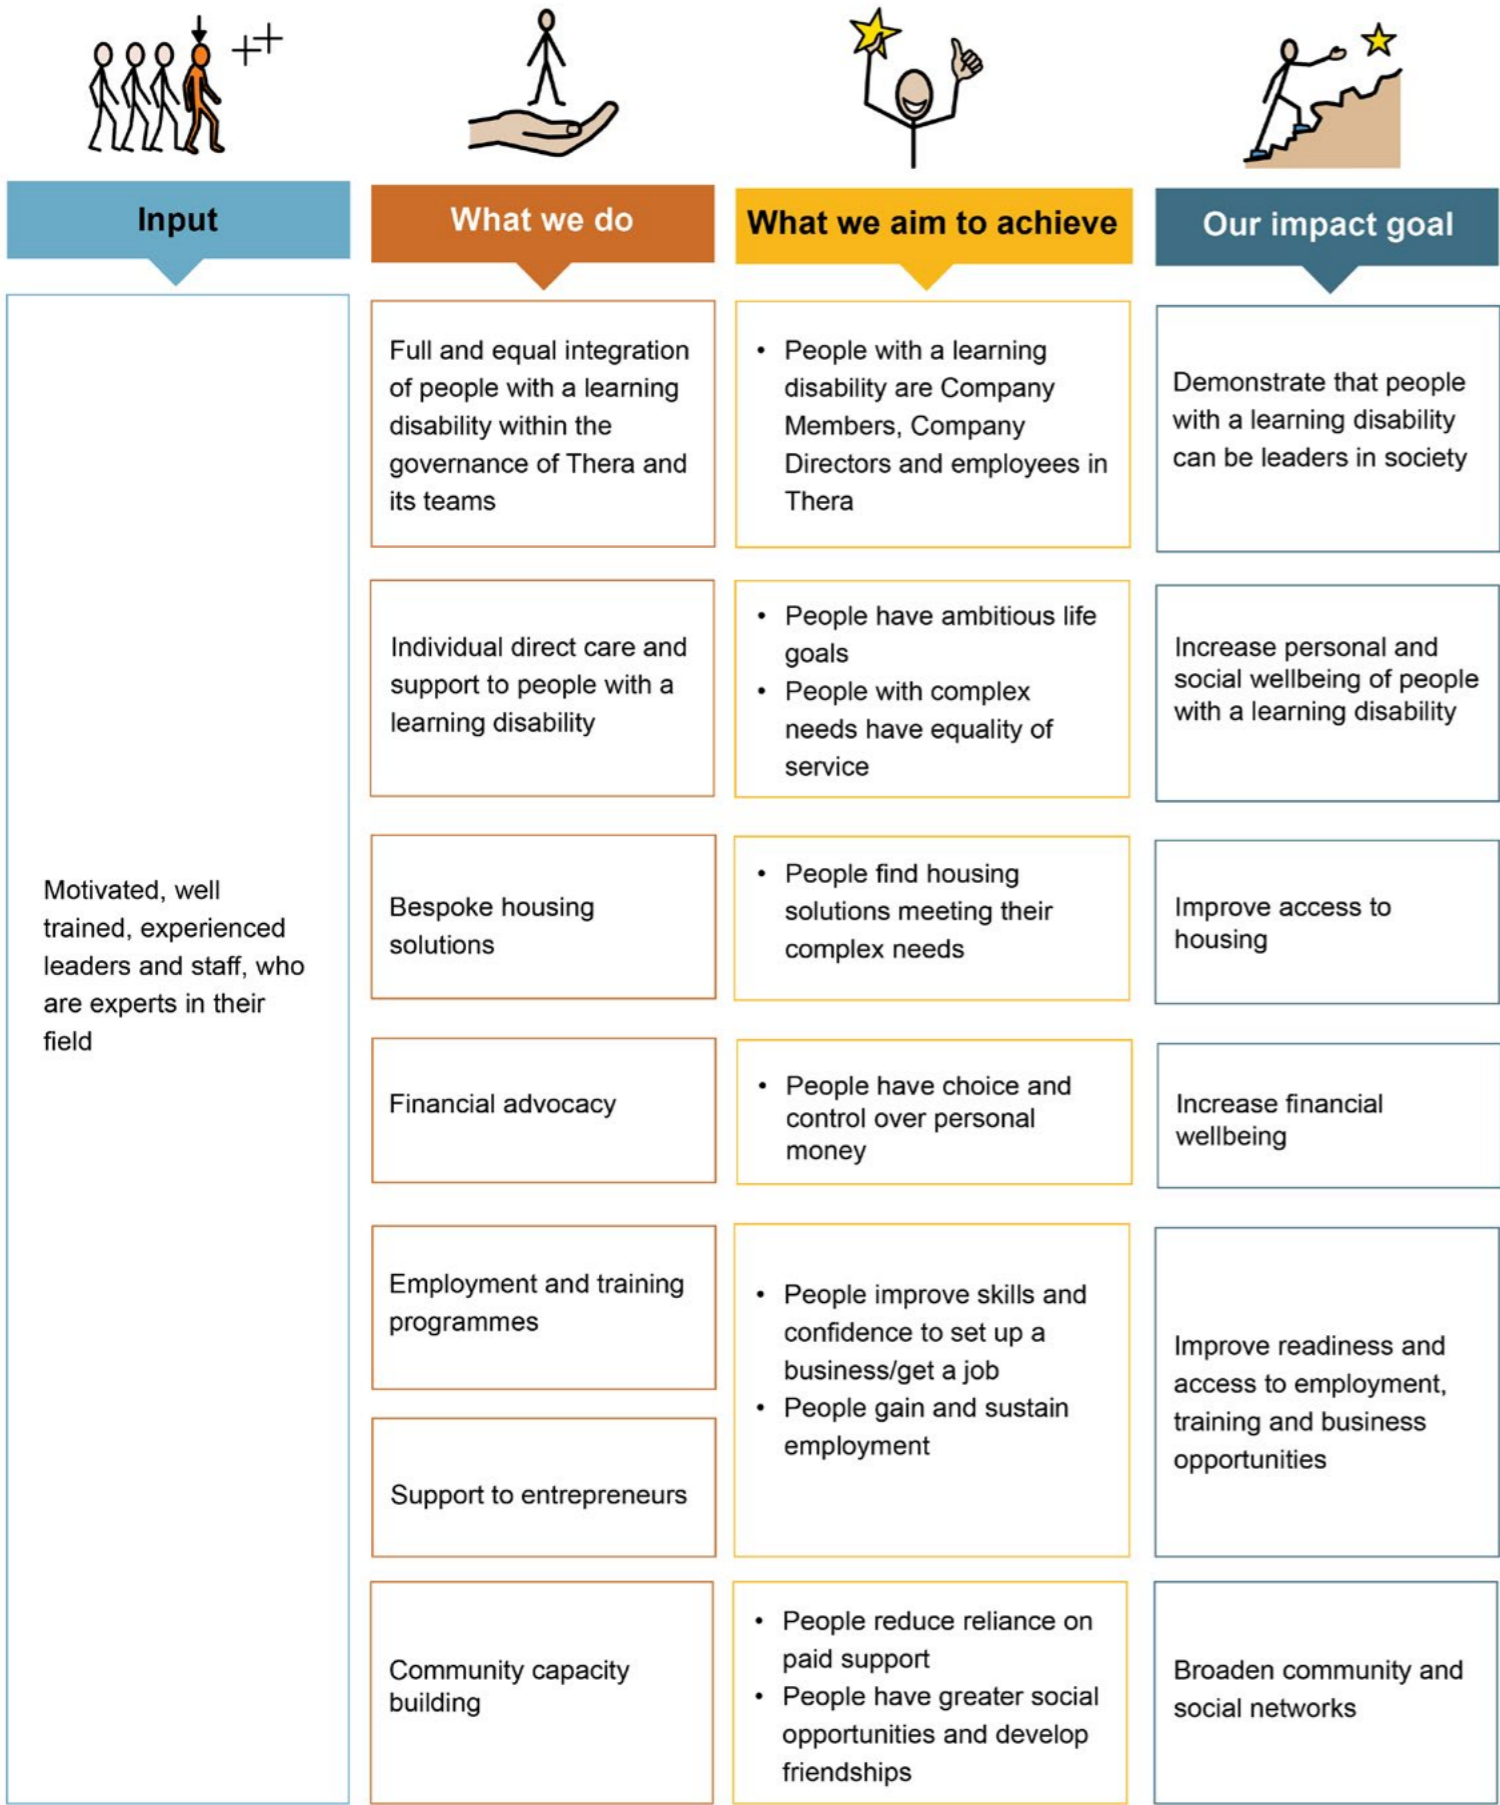 Input
What we do
What we aim to achieve
Our impact goal
Motivated, well
trained, experienced
leaders and staff, who
are experts in their
field
Full and equal integration
of people with a learning
disability within the
governance of Thera and
its teams
• People with a learning
disability are Company
Members, Company
Directors and employees in
Thera
Demonstrate that people
with a learning disability
can be leaders in society
Individual direct care and
support to people with a
learning disability
• People have ambitious life
goals
• People with complex
needs have equality of
service
Increase personal and
social wellbeing of people
with a learning disability
Bespoke housing
solutions
• People find housing
solutions meeting their
complex needs
Improve access to
housing
Financial advocacy
• People have choice and
control over personal
money
Increase financial
wellbeing
Employment and training
programmes
Support to entrepreneurs
• People improve skills and
confidence to set up a
business/get a job
• People gain and sustain
employment
Improve readiness and
access to employment,
training and business
opportunities
Community capacity
building
• People reduce reliance on
paid support
• People have greater social
opportunities and develop
friendships
Broaden community and
social networks